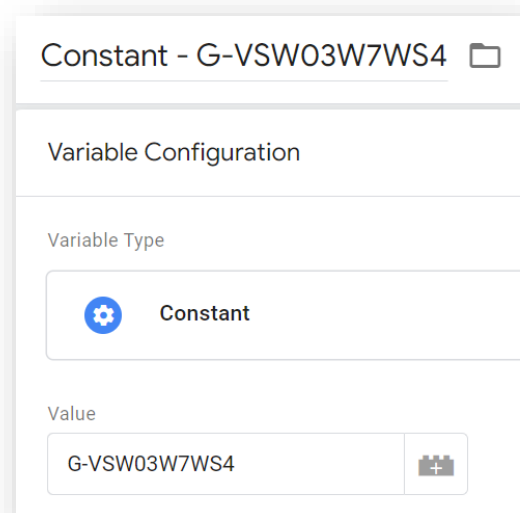 Constant - G-VSW03W7WS4
Variable Configuration
Variable Type
Constant
Value
G-VSW03W7WS4